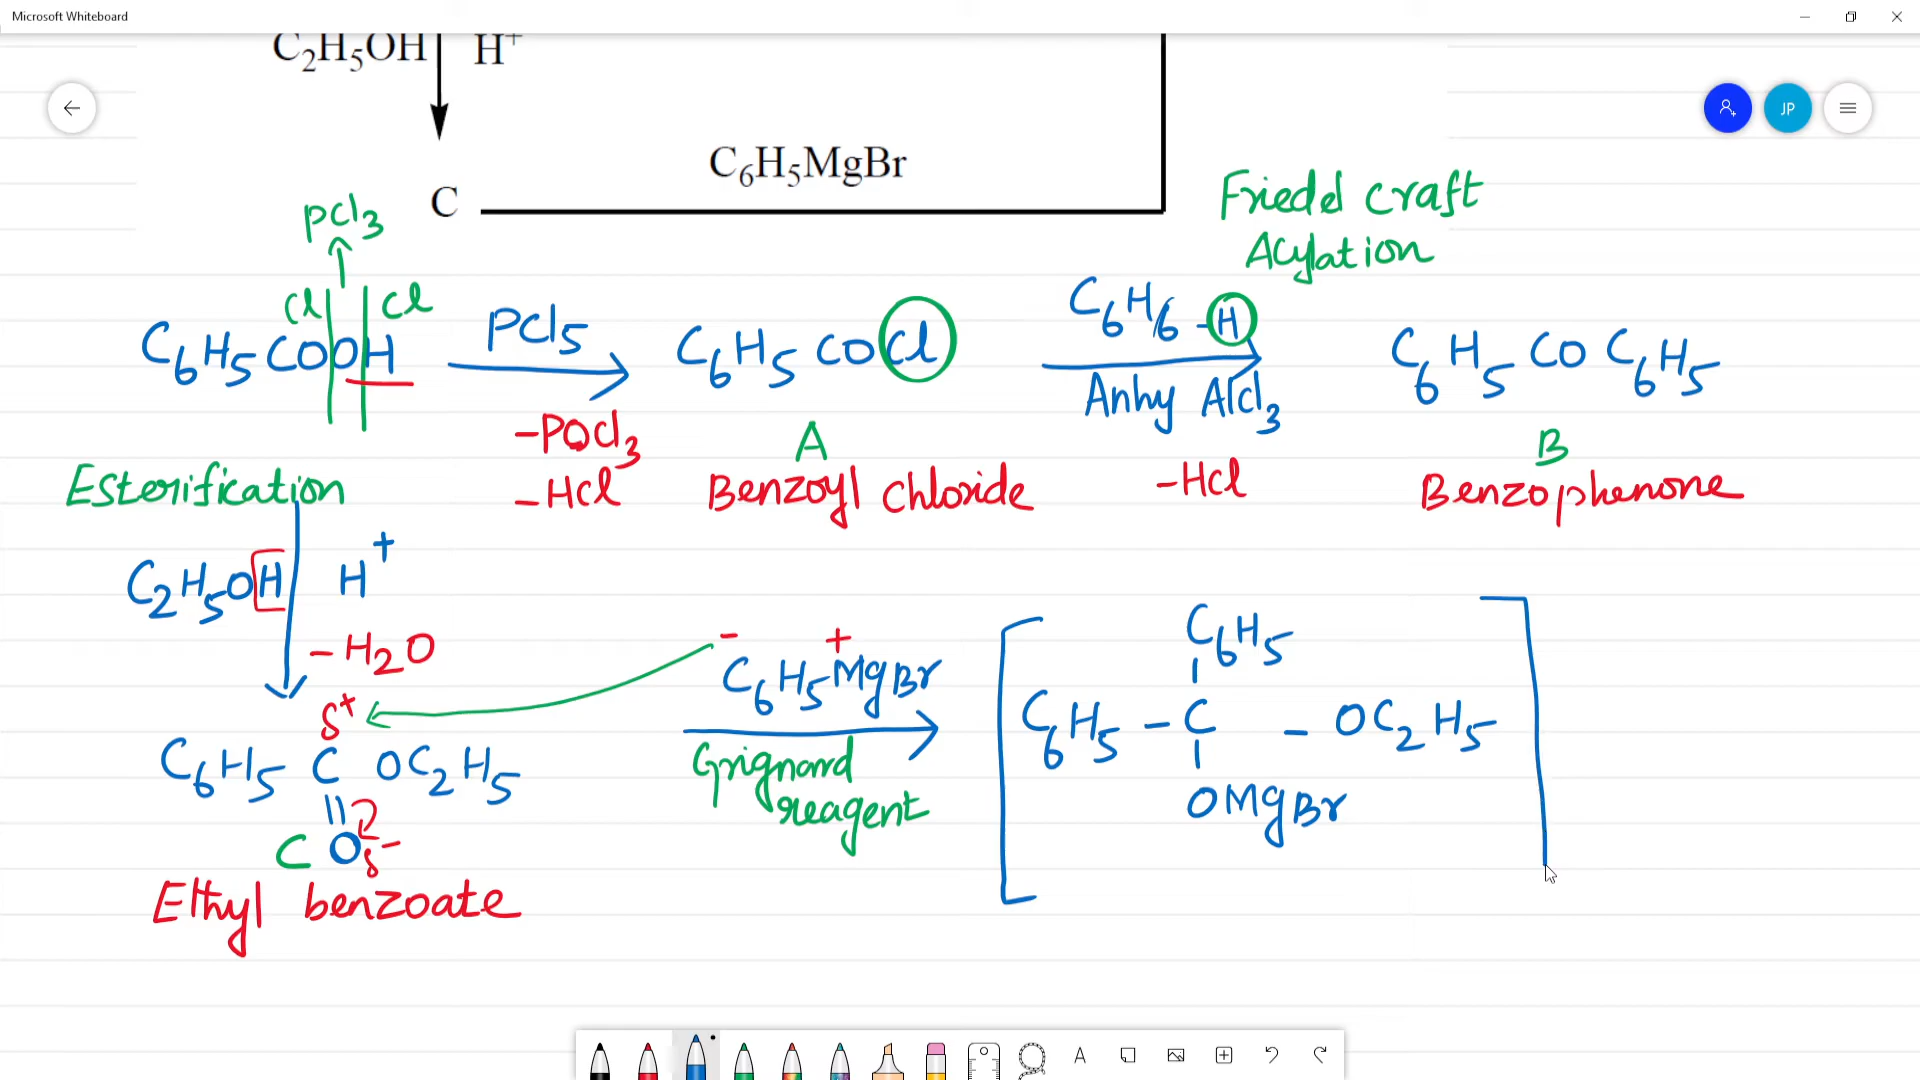 Microsoft Whiteboard
C2H5OH H+
C6H5MgBr
C
JP
Friedel craft
Acylation
PCl3
Cl Cl
C6H5COOH PCl5 C6H5COCl C6H6 -H C6H5COC6H5
Anhy AlCl3
-POCl3
-HCl
A
Benzoyl chloride
-HCl
B
Benzophenone
Esterification
C2H5OH H+
-H2O
- +
C6H5MgBr
Grignard
reagent
δ+
C6H5 C OC2H5
||
C O δ-
Ethyl benzoate
C6H5
|
C6H5 - C - OC2H5
|
OMgBr
A